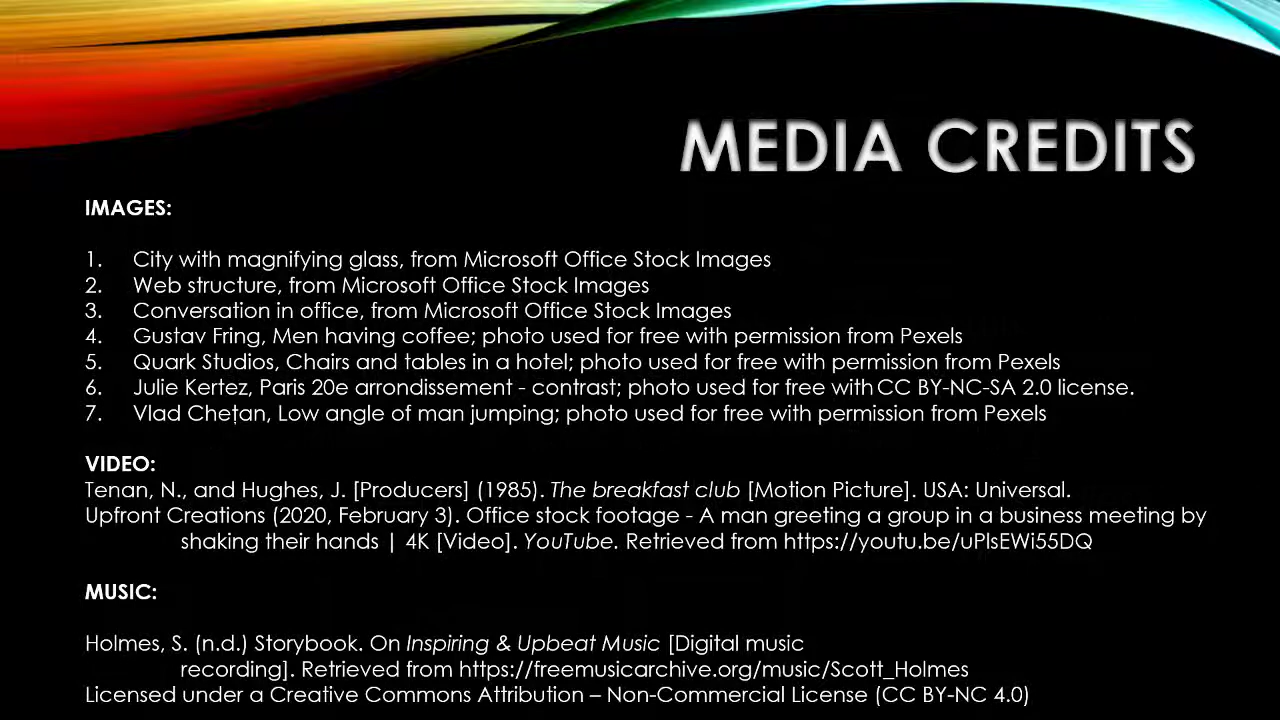 MEDIA CREDITS
IMAGES:
1. City with magnifying glass, from Microsoft Office Stock Images
2. Web structure, from Microsoft Office Stock Images
3. Conversation in office, from Microsoft Office Stock Images
4. Gustav Fring, Men having coffee; photo used for free with permission from Pexels
5. Quark Studios, Chairs and tables in a hotel; photo used for free with permission from Pexels
6. Julie Kertez, Paris 20e arrondissement - contrast; photo used for free with CC BY-NC-SA 2.0 license.
7. Vlad Chețan, Low angle of man jumping; photo used for free with permission from Pexels
VIDEO:
Tenan, N., and Hughes, J. [Producers] (1985). The breakfast club [Motion Picture]. USA: Universal.
Upfront Creations (2020, February 3). Office stock footage - A man greeting a group in a business meeting by
shaking their hands | 4K [Video]. YouTube. Retrieved from https://youtu.be/uPIsEWi55DQ
MUSIC:
Holmes, S. (n.d.) Storybook. On Inspiring & Upbeat Music [Digital music
recording]. Retrieved from https://freemusicarchive.org/music/Scott_Holmes
Licensed under a Creative Commons Attribution – Non-Commercial License (CC BY-NC 4.0)